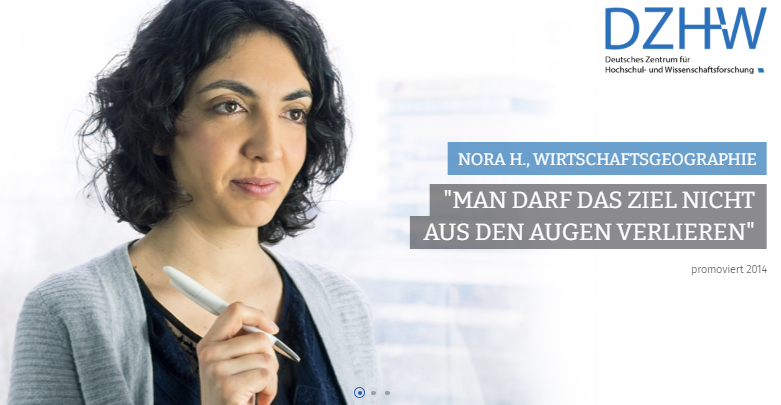 DZHW
Deutsches Zentrum für
Hochschul- und Wissenschaftsforschung
NORA H., WIRTSCHAFTSGEOGRAPHIE
"MAN DARF DAS ZIEL NICHT
AUS DEN AUGEN VERLIEREN"
promoviert 2014